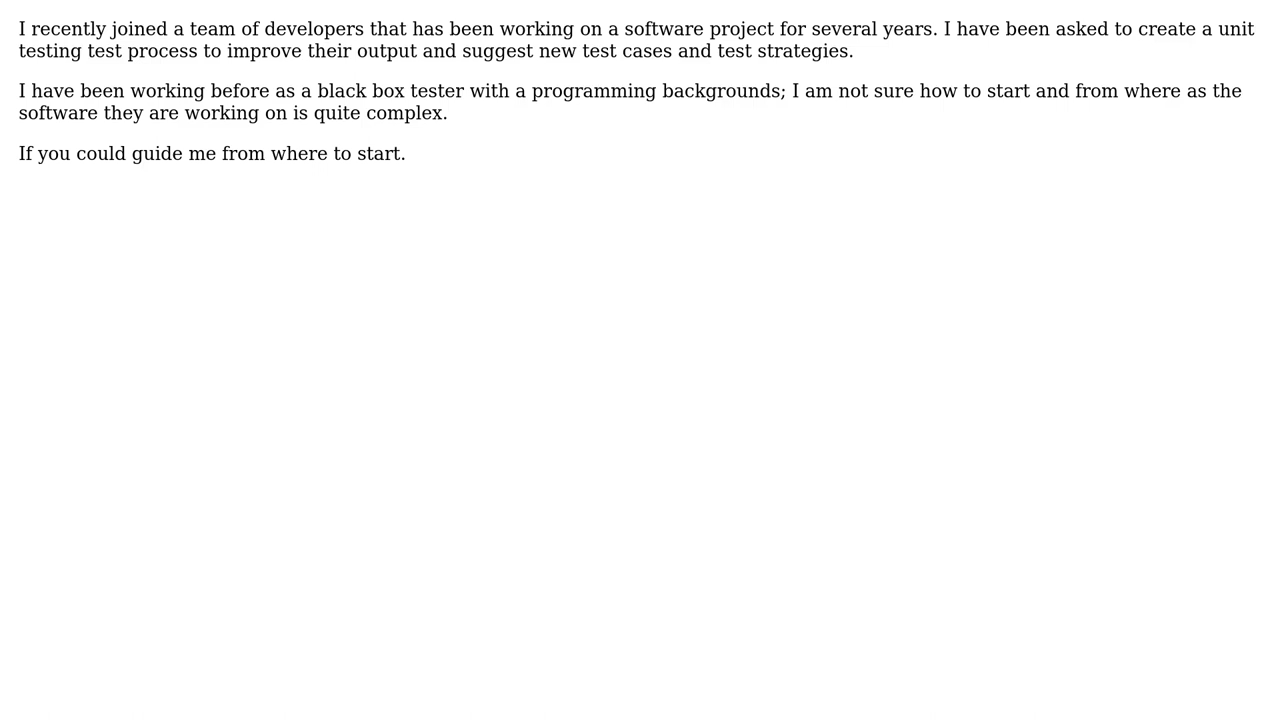 I recently joined a team of developers that has been working on a software project for several years. I have been asked to create a unit
testing test process to improve their output and suggest new test cases and test strategies.
I have been working before as a black box tester with a programming backgrounds; I am not sure how to start and from where as the
software they are working on is quite complex.
If you could guide me from where to start.